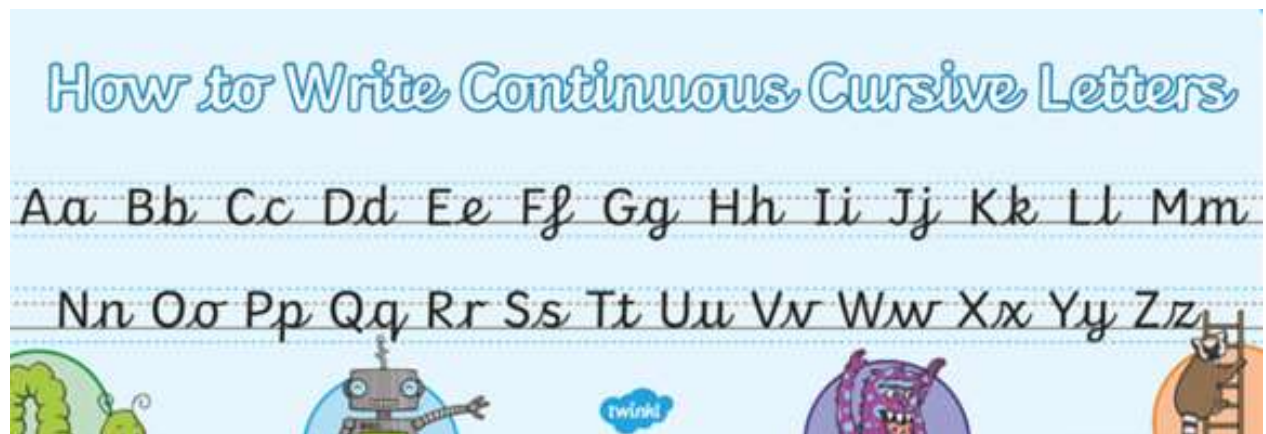 How to Write Continuous Cursive Letters
Aa Bb Cc Dd Ee Ff Gg Hh Ii Jj Kk Ll Mm
Nn Oo Pp Qq Rr Ss Tt Uu Vv Ww Xx Yy Zz
twinkl